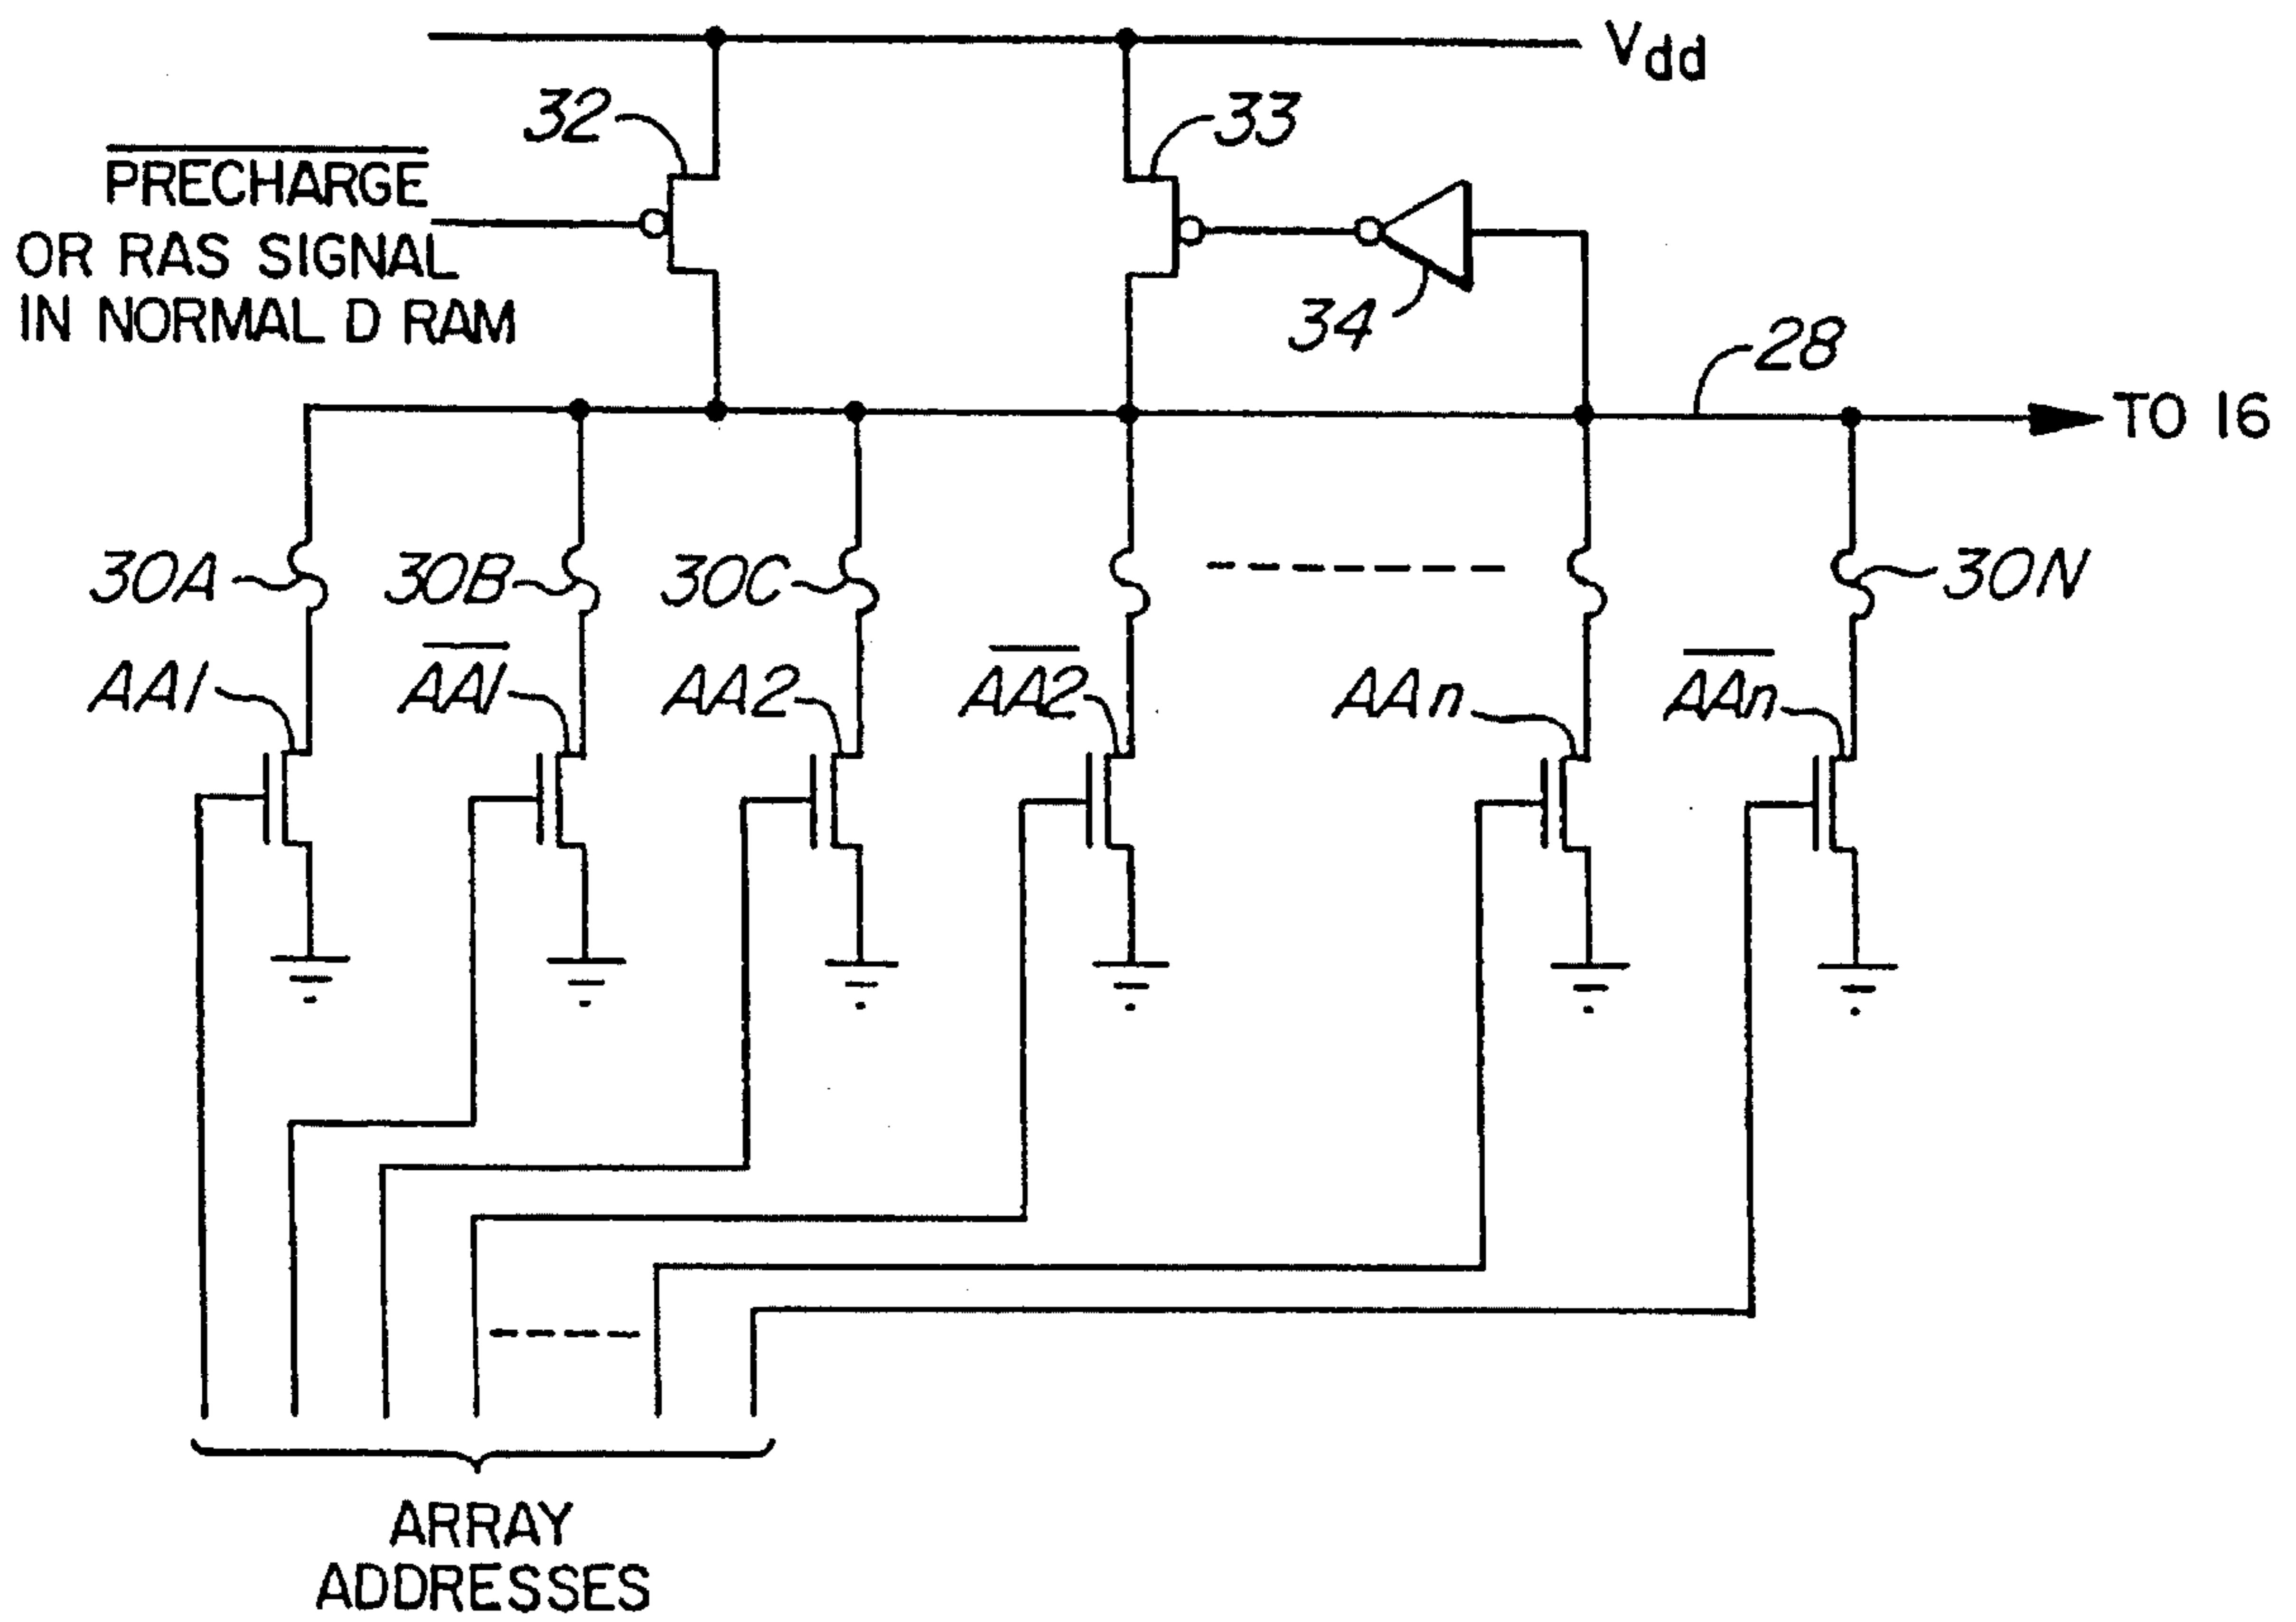 Vdd
32
33
PRECHARGE
OR RAS SIGNAL
IN NORMAL D RAM
34
28
TO 16
30A
30B
30C
30N
AA1
AA1
AA2
AA2
AAn
AAn
ARRAY
ADDRESSES